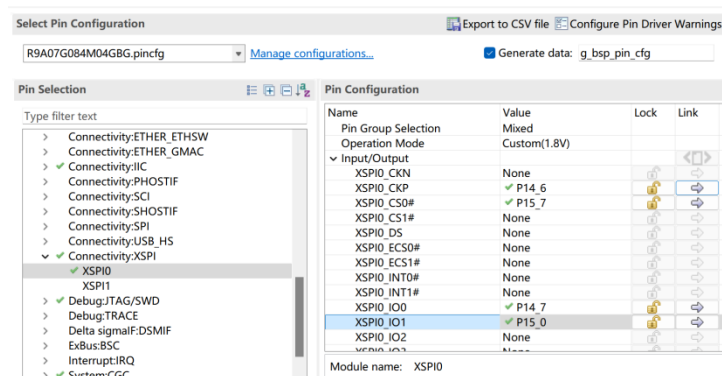 Select Pin Configuration
Export to CSV file Configure Pin Driver Warnings
R9A07G084M04GBG.pincfg Manage configurations... Generate data: g_bsp_pin_cfg
Pin Selection
Type filter text
Connectivity:ETHER_ETHSW
Connectivity:ETHER_GMAC
Connectivity:IIC
Connectivity:PHOSTIF
Connectivity:SCI
Connectivity:SHOSTIF
Connectivity:SPI
Connectivity:USB_HS
Connectivity:XSPI
XSPI0
XSPI1
Debug:JTAG/SWD
Debug:TRACE
Delta sigmalF:DSMIF
ExBus:BSC
Interrupt:IRQ
System:CGC
Pin Configuration
Name Value Lock Link
Pin Group Selection Mixed
Operation Mode Custom(1.8V)
Input/Output
XSPI0_CKN None
XSPI0_CKP P14_6
XSPI0_CS0# P15_7
XSPI0_CS1# None
XSPI0_DS None
XSPI0_ECS0# None
XSPI0_ECS1# None
XSPI0_INT0# None
XSPI0_INT1# None
XSPI0_IO0 P14_7
XSPI0_IO1 P15_0
XSPI0_IO2 None
Module name: XSPI0